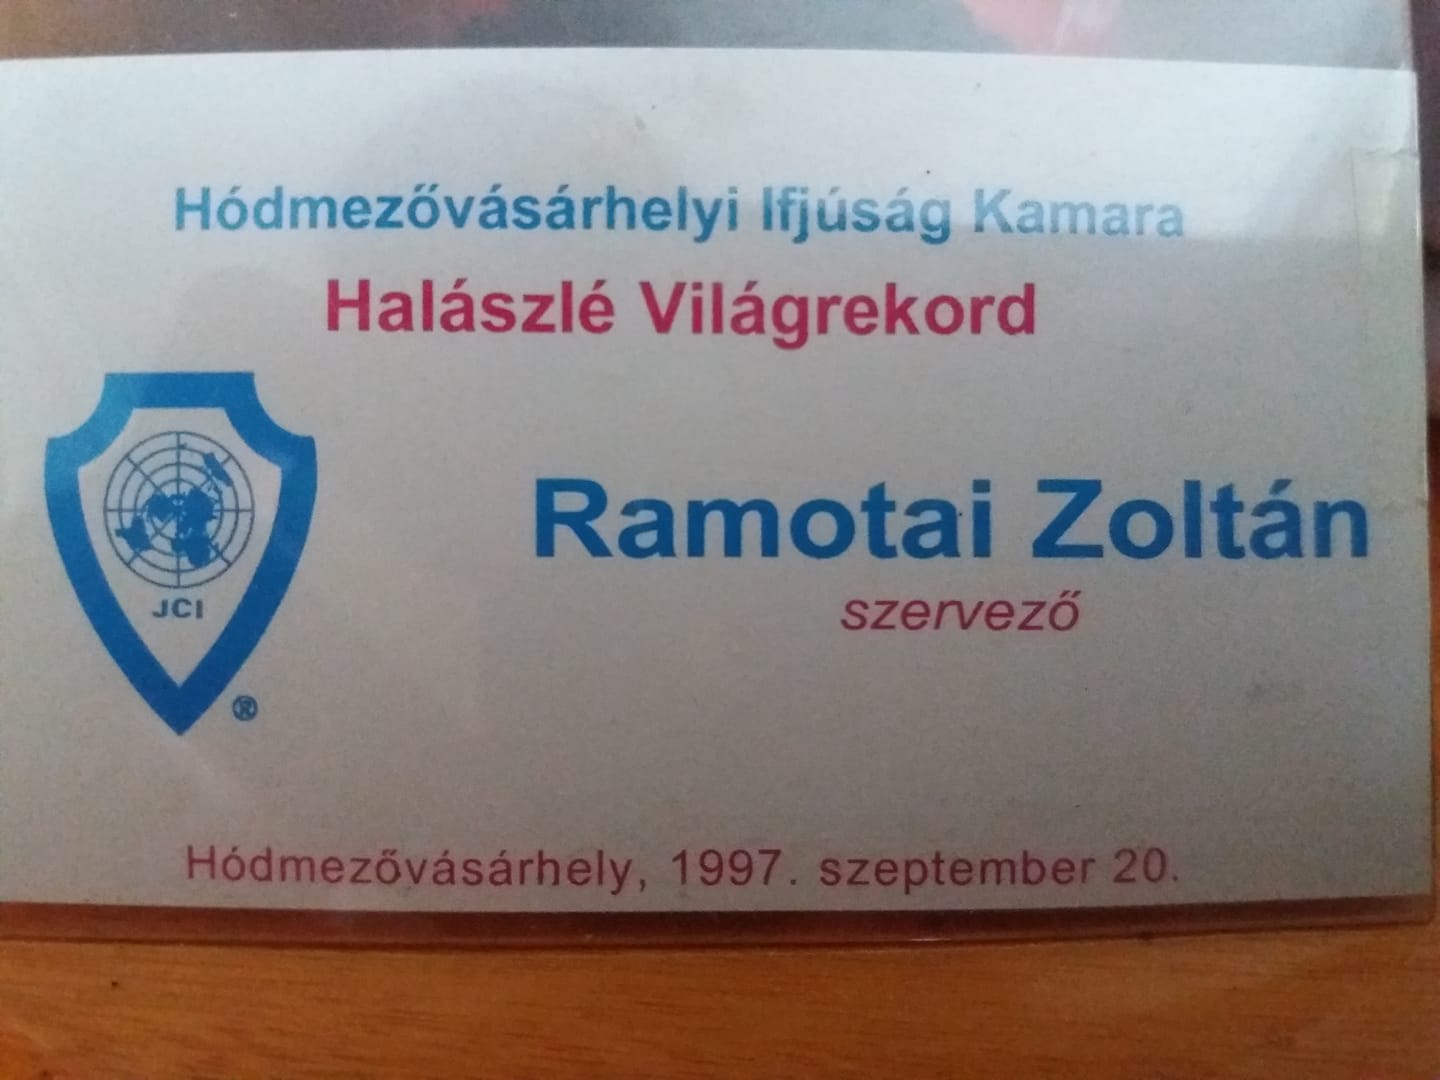 Hódmezővásárhelyi Ifjúság Kamara
Halászlé Világrekord
JCI
®
Ramotai Zoltán
szervező
Hódmezővásárhely, 1997. szeptember 20.